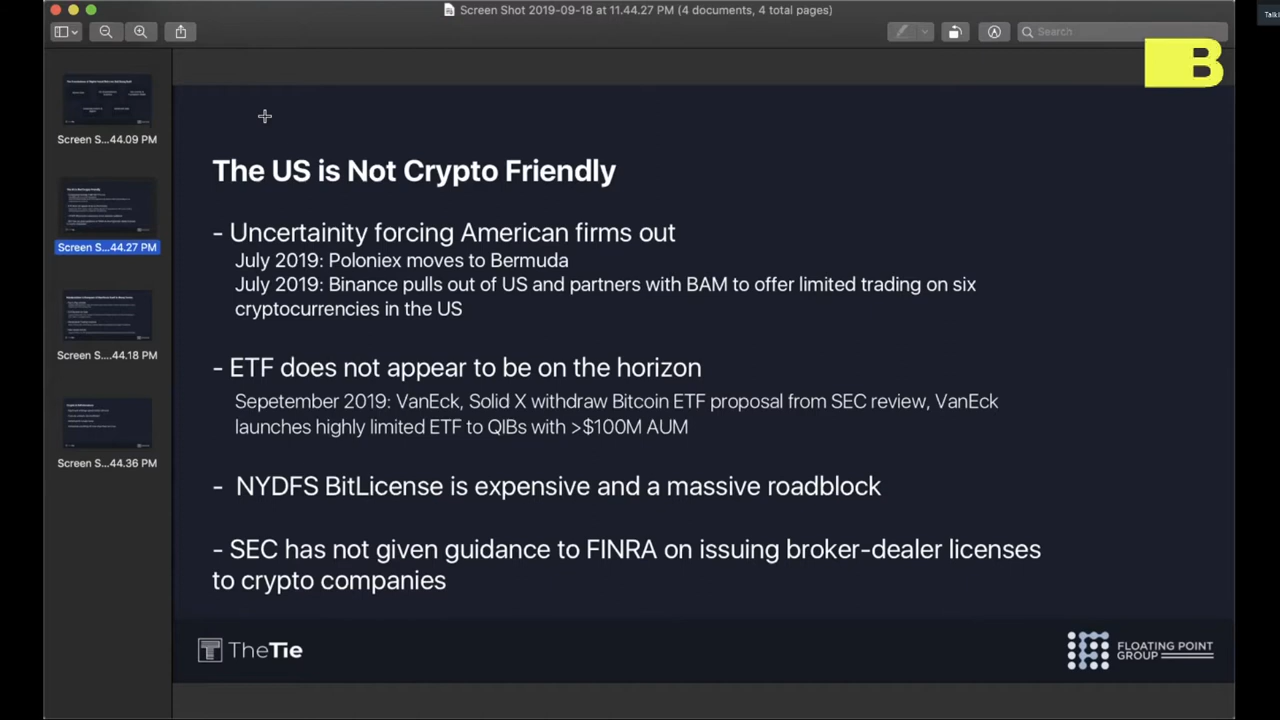 Screen Shot 2019-09-18 at 11.44.27 PM (4 documents, 4 total pages)
Talki
Search
B
Screen S...44.09 PM
Screen S...44.27 PM
Screen S....44.18 PM
Screen S...44.36 PM
The US is Not Crypto Friendly
- Uncertainity forcing American firms out
July 2019: Poloniex moves to Bermuda
July 2019: Binance pulls out of US and partners with BAM to offer limited trading on six
cryptocurrencies in the US
- ETF does not appear to be on the horizon
Sepetember 2019: VanEck, Solid X withdraw Bitcoin ETF proposal from SEC review, VanEck
launches highly limited ETF to QIBs with >$100M AUM
- NYDFS BitLicense is expensive and a massive roadblock
- SEC has not given guidance to FINRA on issuing broker-dealer licenses
to crypto companies
T TheTie
FLOATING POINT
GROUP